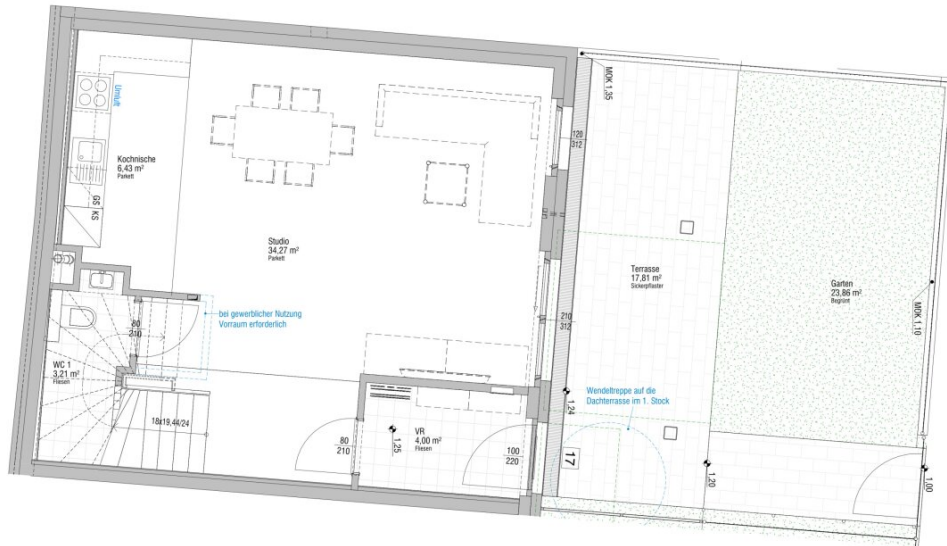 Umluft
Kochnische
6,43 m²
Parkett
GS
KS
Studio
34,27 m²
Parkett
120
312
MOK 1,35
Terrasse
17,81 m²
Sickerpflaster
Garten
23,86 m²
Begrünt
MOK 1,10
bei gewerblicher Nutzung
Vorraum erforderlich
80
210
WC 1
3,21 m²
Fliesen
18x19,44/24
80
210
1,25
VR
4,00 m²
Fliesen
100
220
210
312
1,24
Wendeltreppe auf die
Dachterrasse im 1. Stock
17
1,20
1,00